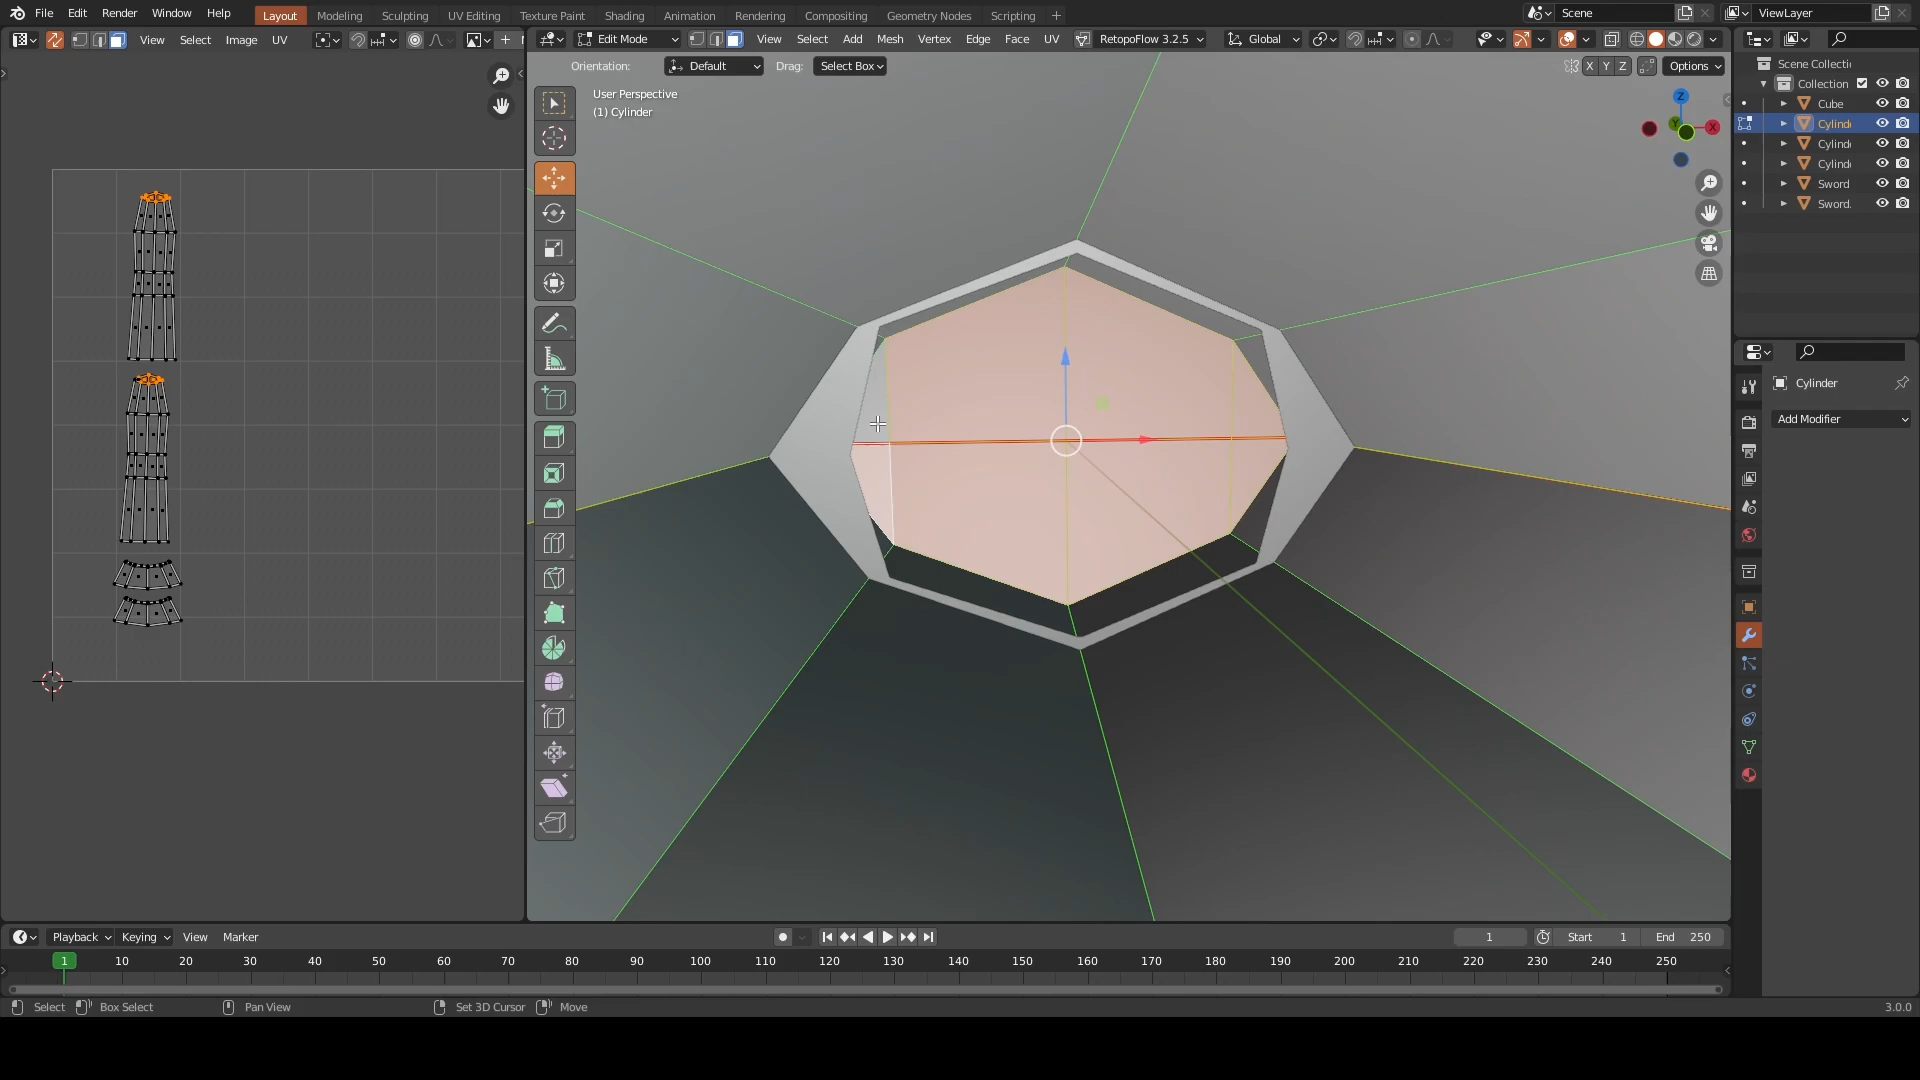 File Edit Render Window Help Layout Modeling Sculpting UV Editing Texture Paint Shading Animation Rendering Compositing Geometry Nodes Scripting + Scene ViewLayer
View Select Image UV Edit Mode View Select Add Mesh Vertex Edge Face UV RetopoFlow 3.2.5 Global
Orientation: Default Drag: Select Box X Y Z Options
User Perspective
(1) Cylinder
Z
Y
X
Scene Collecti
Collection
Cube
Cylind
Cylind
Cylind
Sword
Sword.
Cylinder
Add Modifier
Playback Keying View Marker 1 Start 1 End 250
1 10 20 30 40 50 60 70 80 90 100 110 120 130 140 150 160 170 180 190 200 210 220 230 240 250
Select Box Select Pan View Set 3D Cursor Move 3.0.0